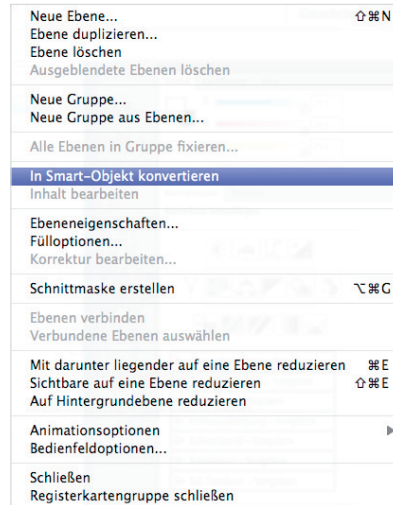 Neue Ebene... ⇧⌘N
Ebene duplizieren...
Ebene löschen
Ausgeblendete Ebenen löschen
Neue Gruppe...
Neue Gruppe aus Ebenen...
Alle Ebenen in Gruppe fixieren...
In Smart-Objekt konvertieren
Inhalt bearbeiten
Ebeneneigenschaften...
Fülloptionen...
Korrektur bearbeiten...
Schnittmaske erstellen ⌥⌘G
Ebenen verbinden
Verbundene Ebenen auswählen
Mit darunter liegender auf eine Ebene reduzieren ⌘E
Sichtbare auf eine Ebene reduzieren ⇧⌘E
Auf Hintergrundebene reduzieren
Animationsoptionen
Bedienfeldoptionen...
Schließen
Registerkartengruppe schließen